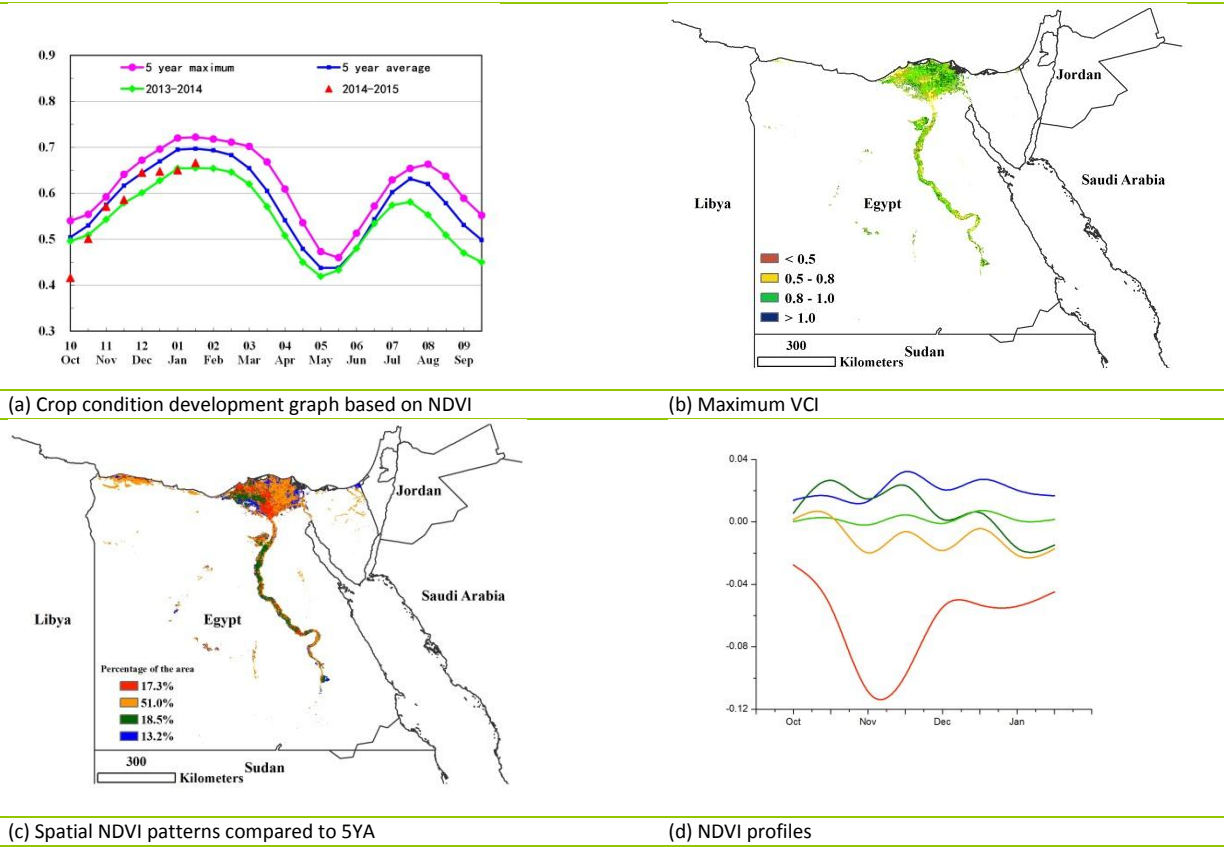 0.9
0.8
0.7
0.6
0.5
0.4
0.3
5 year maximum
5 year average
2013-2014
2014-2015
10 11 12 01 02 03 04 05 06 07 08 09
Oct Nov Dec Jan Feb Mar Apr May Jun Jul Aug Sep
Jordan
Saudi Arabia
Libya
Egypt
< 0.5
0.5 - 0.8
0.8 - 1.0
> 1.0
300
Kilometers
Sudan
(a) Crop condition development graph based on NDVI
(b) Maximum VCI
Jordan
Saudi Arabia
Libya
Egypt
Percentage of the area
17.3%
51.0%
18.5%
13.2%
300
Kilometers
Sudan
0.04
0.00
-0.04
-0.08
-0.12
Oct Nov Dec Jan
(c) Spatial NDVI patterns compared to 5YA
(d) NDVI profiles